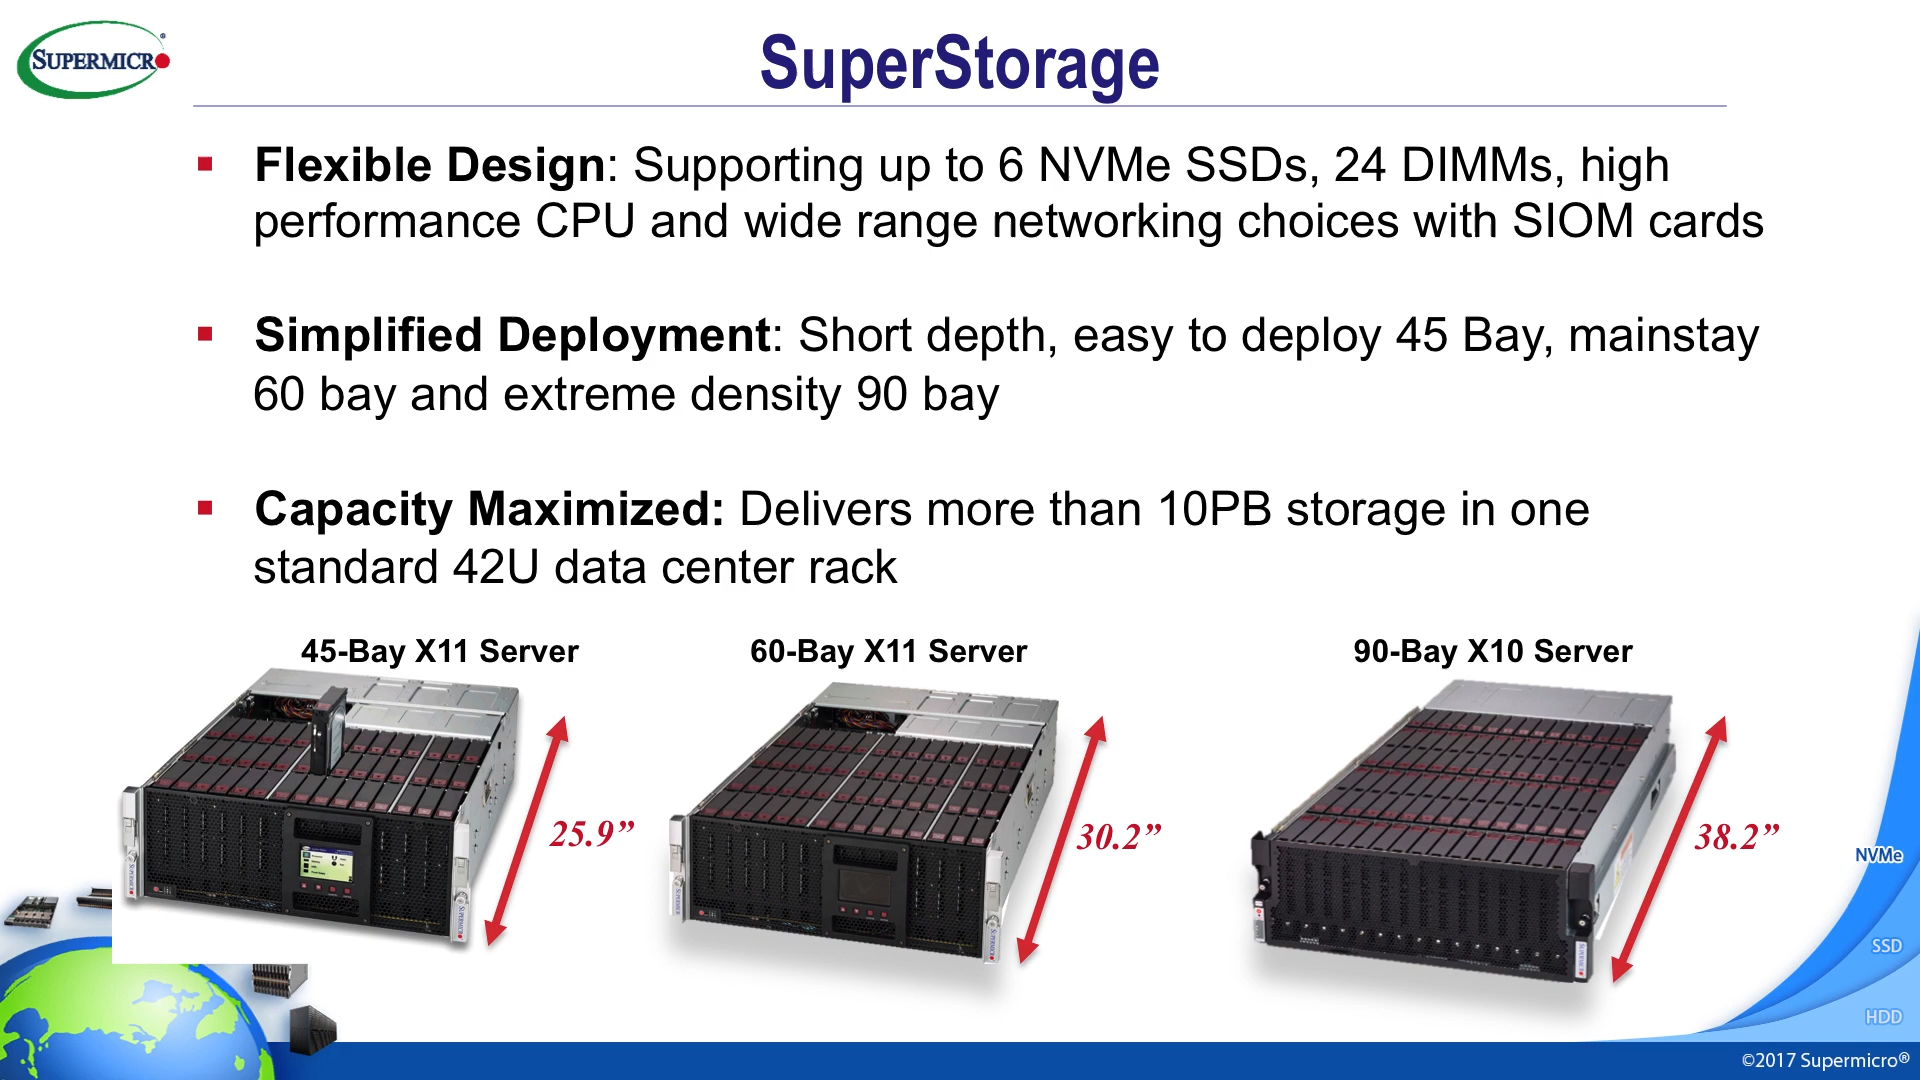 SUPERMICRO®
SuperStorage
▪ Flexible Design: Supporting up to 6 NVMe SSDs, 24 DIMMs, high
performance CPU and wide range networking choices with SIOM cards
▪ Simplified Deployment: Short depth, easy to deploy 45 Bay, mainstay
60 bay and extreme density 90 bay
▪ Capacity Maximized: Delivers more than 10PB storage in one
standard 42U data center rack
45-Bay X11 Server
60-Bay X11 Server
90-Bay X10 Server
25.9”
30.2”
38.2”
NVMe
SSD
HDD
©2017 Supermicro®